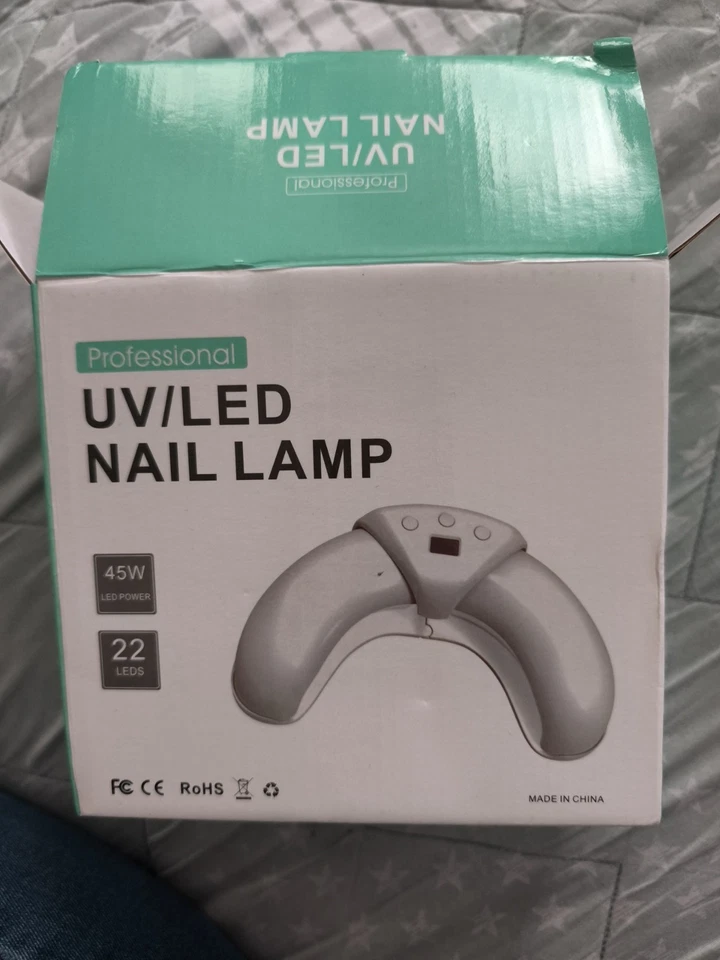 NAIL LAMP
UV/LED
Professional
Professional
UV/LED
NAIL LAMP
45W
LED POWER
22
LEDS
FC CE RoHS
MADE IN CHINA